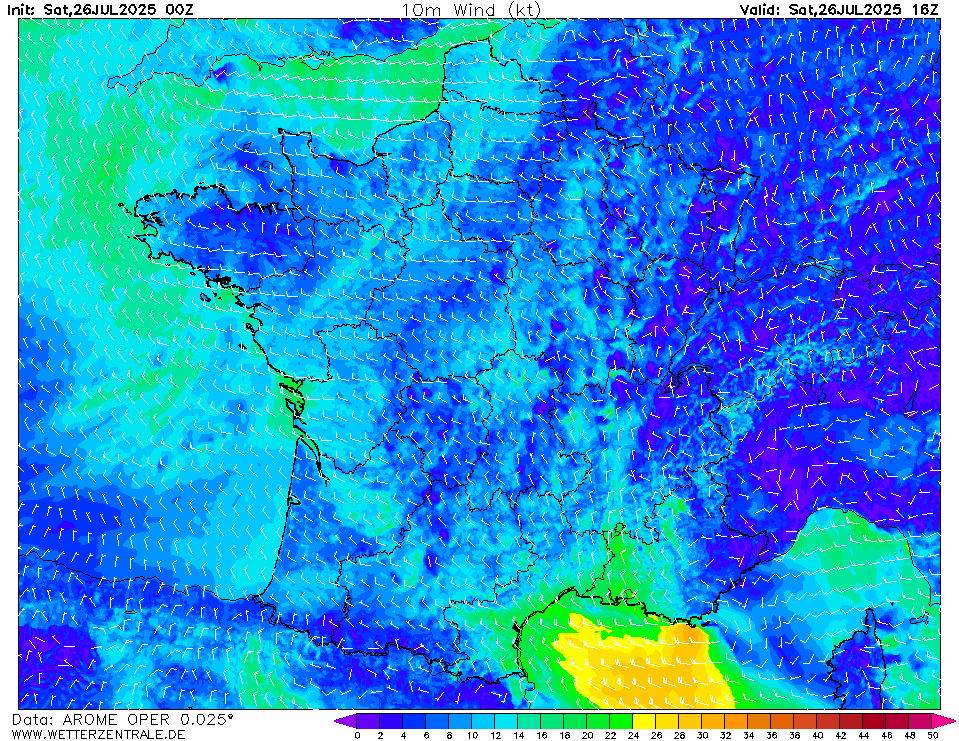 Init: Sat,26JUL2025 00Z 10m Wind (kt) Valid: Sat,26JUL2025 16Z
Data: AROME OPER 0.025°
WWW.WETTERZENTRALE.DE
0 2 4 6 8 10 12 14 16 18 20 22 24 26 28 30 32 34 36 38 40 42 44 46 48 50